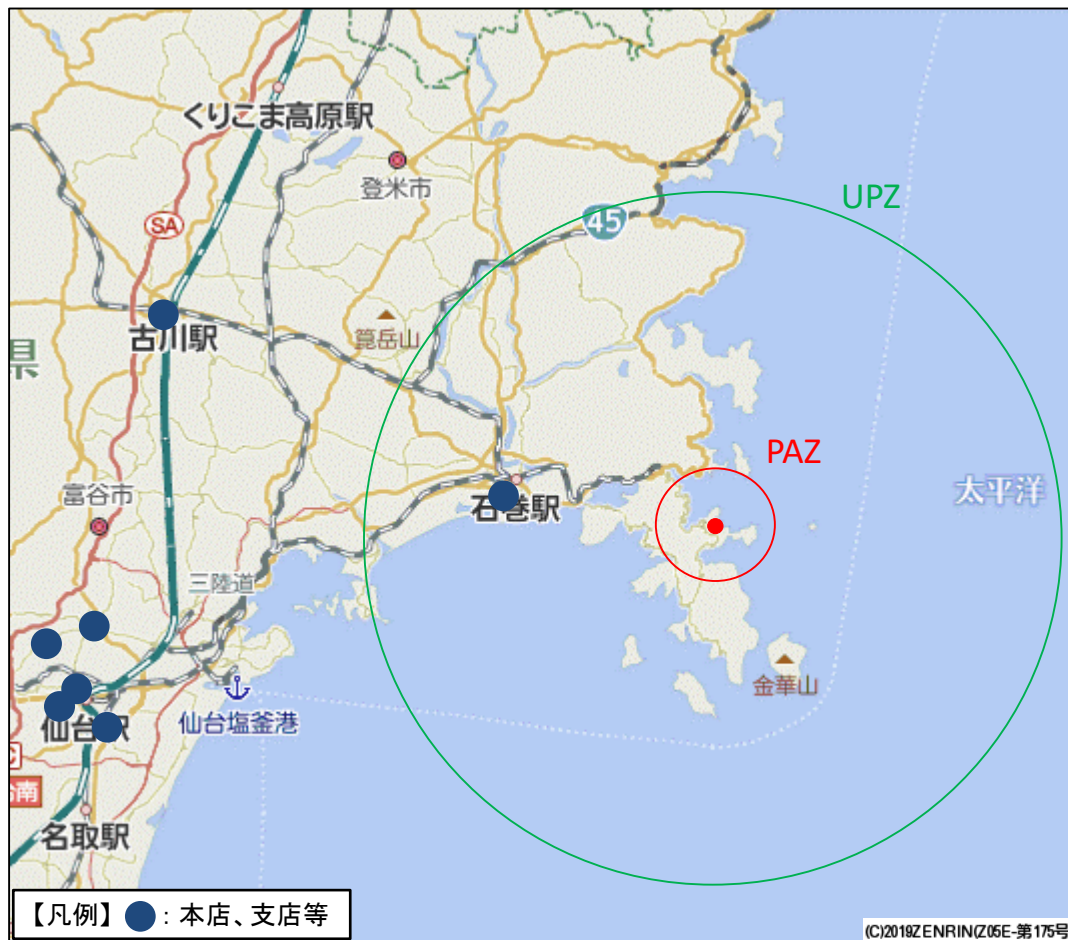 くりこま高原駅
登米市
UPZ
SA
45
古川駅
箆岳山
県
PAZ
太平洋
富谷市
石巻駅
三陸道
金華山
仙台駅
仙台塩釜港
南
名取駅
【凡例】 : 本店、支店等
(C)2019ZENRIN(Z05E-第175号